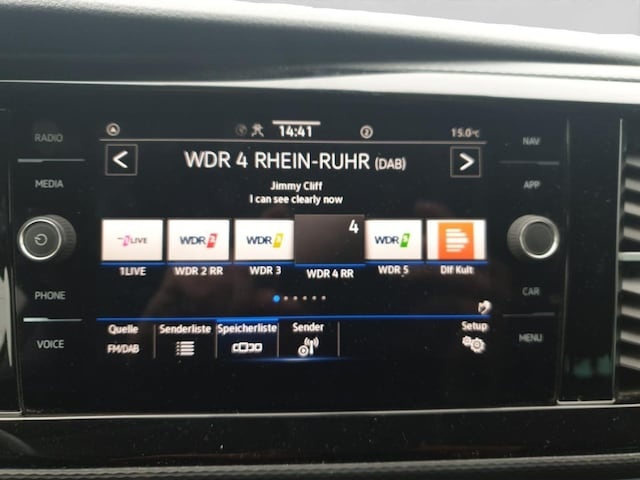 RADIO
MEDIA
PHONE
VOICE
14:41
2
15.0°C
< WDR 4 RHEIN-RUHR (DAB) >
Jimmy Cliff
I can see clearly now
1LIVE WDR 2 WDR 3 4 WDR 5
1LIVE WDR 2 RR WDR 3 WDR 4 RR WDR 5 Dlf Kult
Quelle Senderliste Speicherliste Sender Setup
FM/DAB
NAV
APP
CAR
MENU